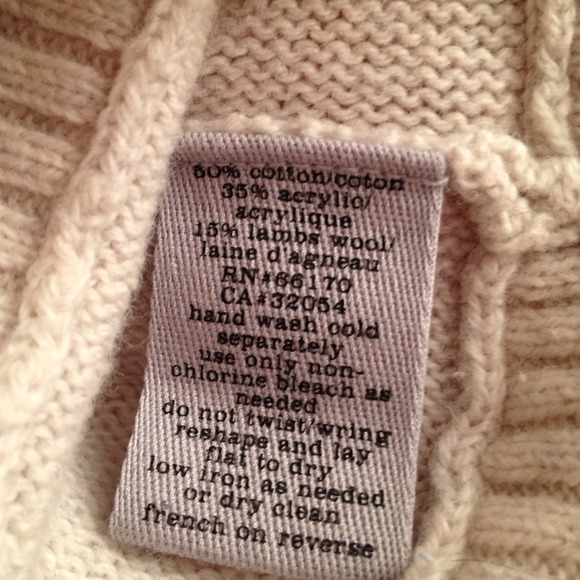 50% cotton/coton
35% acrylic/
acrylique
15% lambs wool/
laine d'agneau
RN#66170
CA#32054
hand wash cold
separately
use only non-
chlorine bleach as
needed
do not twist/wring
reshape and lay
flat to dry
low iron as needed
or dry clean
french on reverse